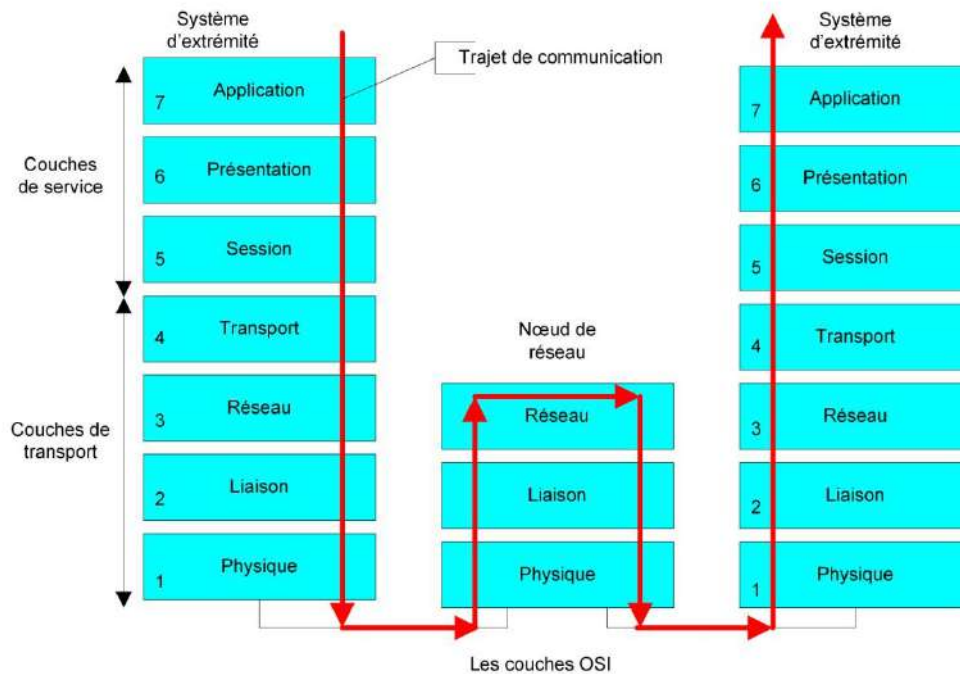 Système
d'extrémité
Trajet de communication
Système
d'extrémité
Couches
de service
Couches de
transport
7 Application
6 Présentation
5 Session
4 Transport
3 Réseau
2 Liaison
1 Physique
Nœud de
réseau
Réseau
Liaison
Physique
7 Application
6 Présentation
5 Session
4 Transport
3 Réseau
2 Liaison
1 Physique
Les couches OSI